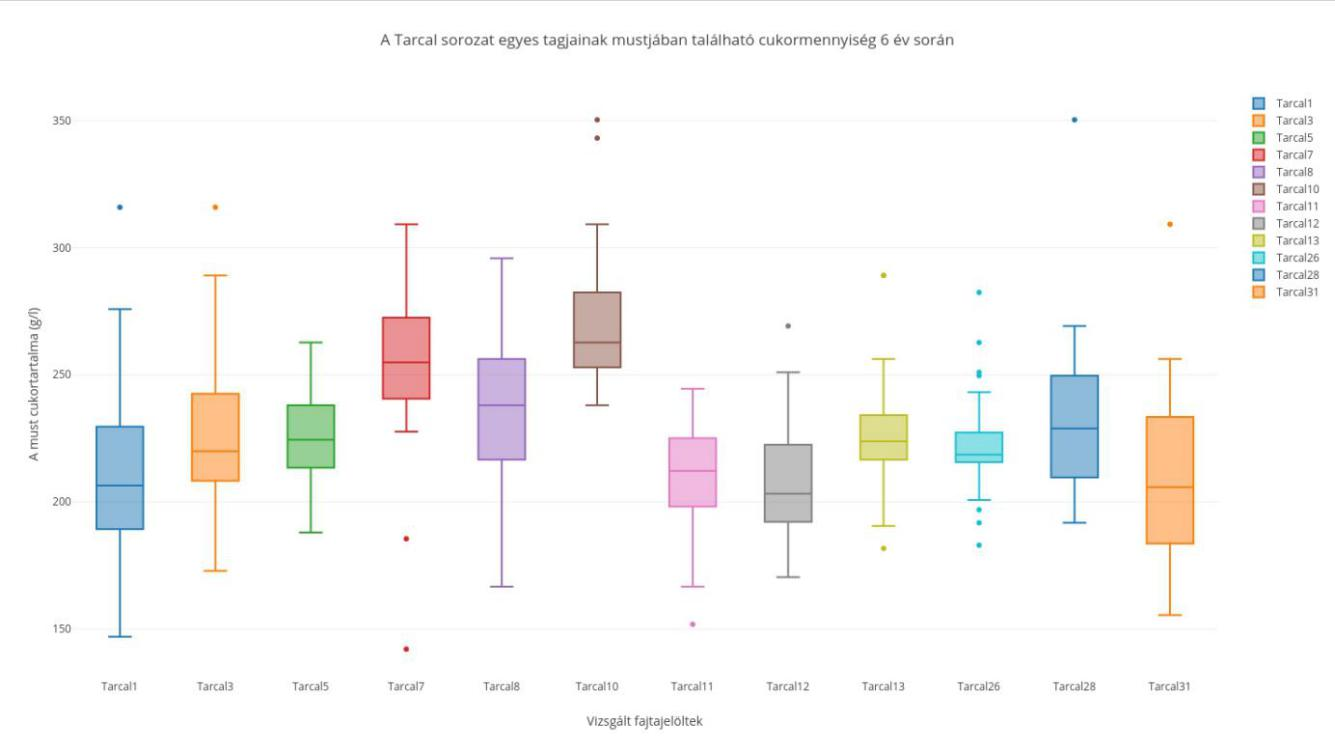 A Tarcal sorozat egyes tagjainak mustjában található cukormennyiség 6 év során
350
300
250
200
150
A must cukortartalma (g/l)
Tarcal1
Tarcal3
Tarcal5
Tarcal7
Tarcal8
Tarcal10
Tarcal11
Tarcal12
Tarcal13
Tarcal26
Tarcal28
Tarcal31
Vizsgált fajtajelöltek
Tarcal1
Tarcal3
Tarcal5
Tarcal7
Tarcal8
Tarcal10
Tarcal11
Tarcal12
Tarcal13
Tarcal26
Tarcal28
Tarcal31